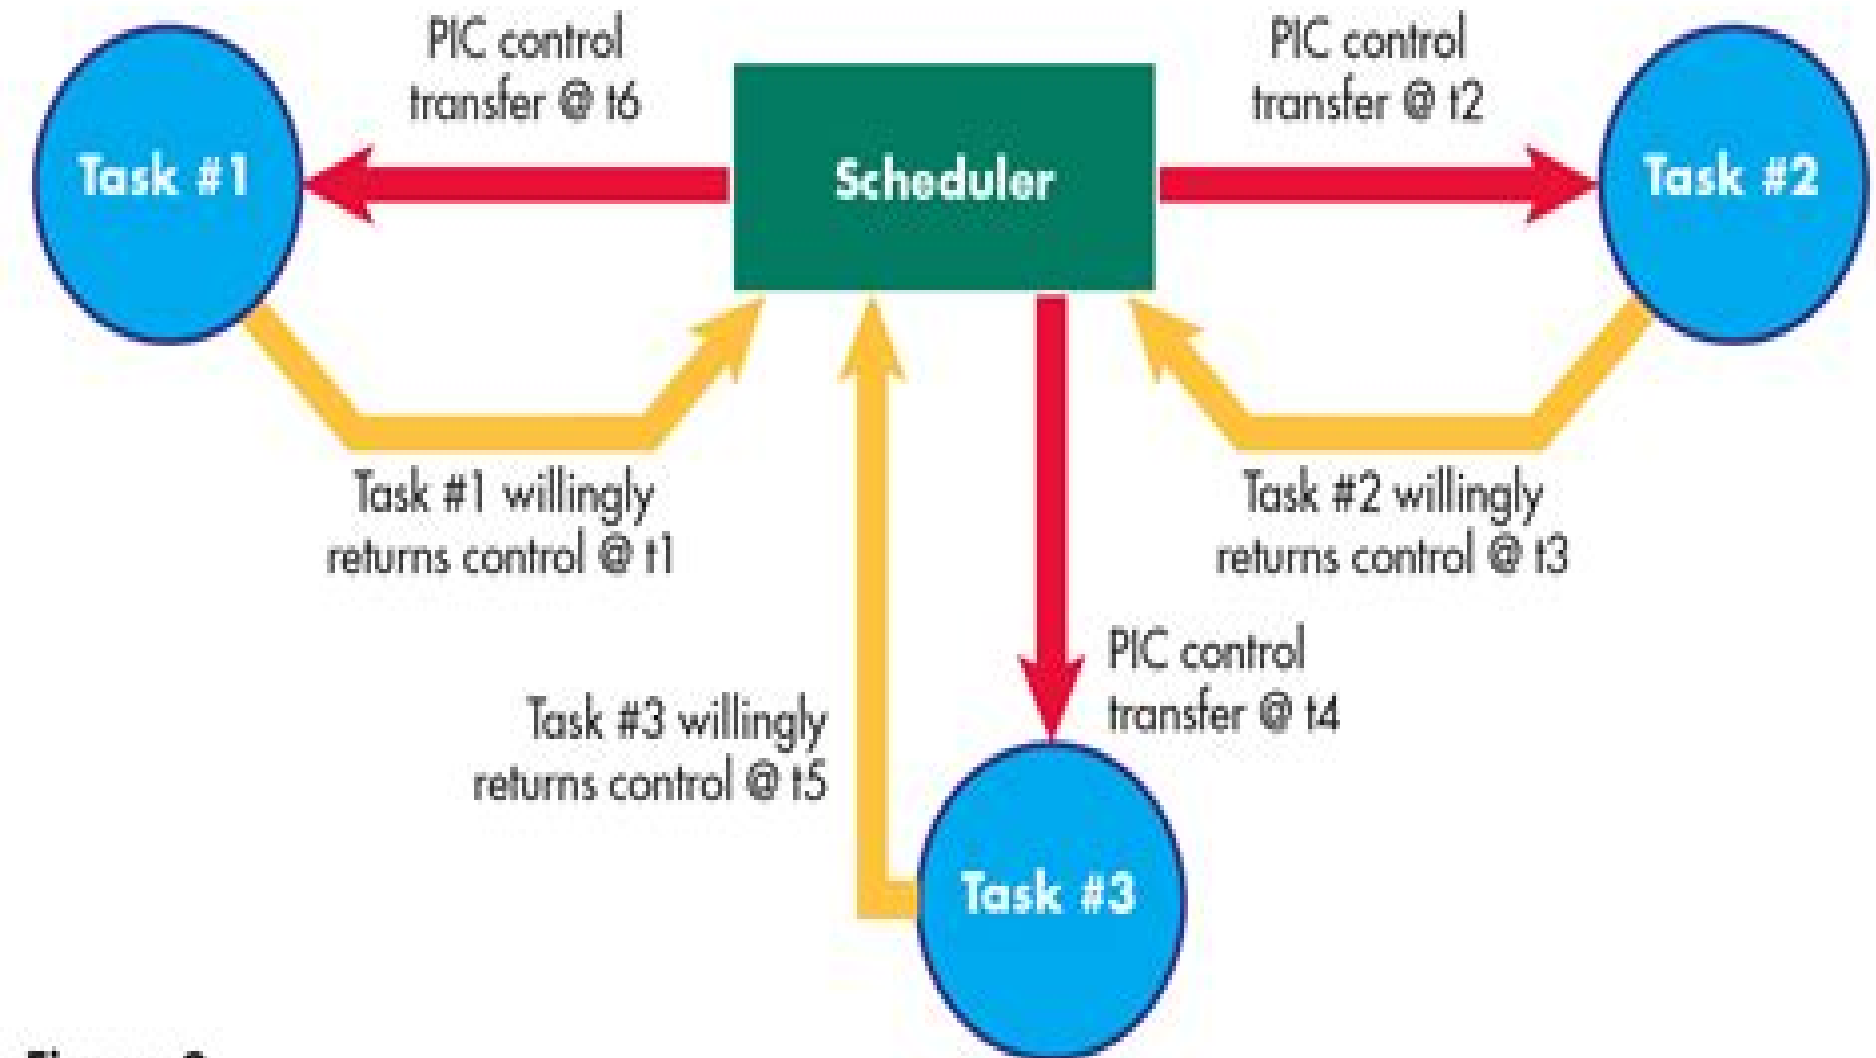 PIC control
transfer @ t6
PIC control
transfer @ t2
Task #1
Scheduler
Task #2
Task #1 willingly
returns control @ t1
Task #2 willingly
returns control @ t3
PIC control
transfer @ t4
Task #3 willingly
returns control @ t5
Task #3